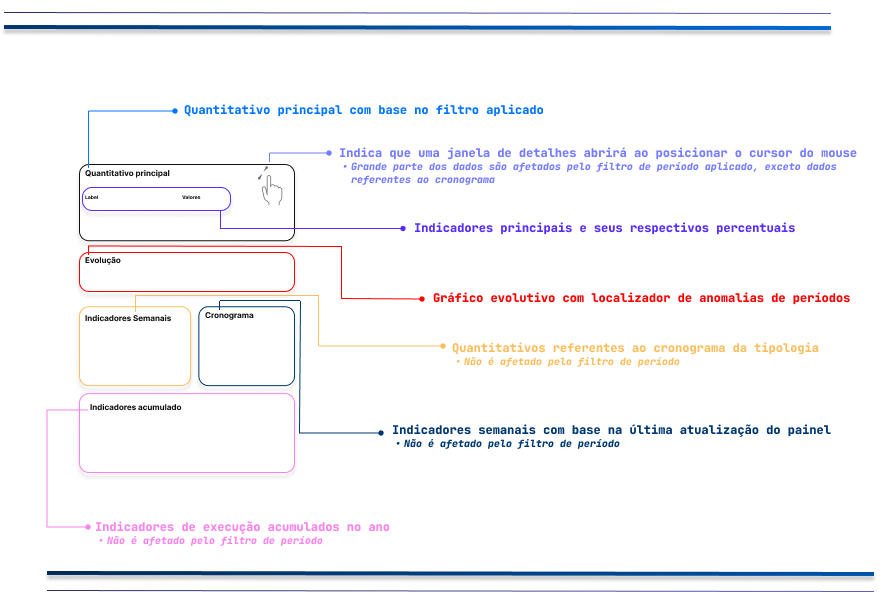 Quantitativo principal com base no filtro aplicado
Indica que uma janela de detalhes abrirá ao posicionar o cursor do mouse
• Grande parte dos dados são afetados pelo filtro de período aplicado, exceto dados
referentes ao cronograma
Quantitativo principal
Label Valores
Indicadores principais e seus respectivos percentuais
Evolução
Gráfico evolutivo com localizador de anomalias de períodos
Indicadores Semanais
Cronograma
Quantitativos referentes ao cronograma da tipologia
• Não é afetado pelo filtro de período
Indicadores acumulado
Indicadores semanais com base na última atualização do painel
• Não é afetado pelo filtro de período
Indicadores de execução acumulados no ano
• Não é afetado pelo filtro de período